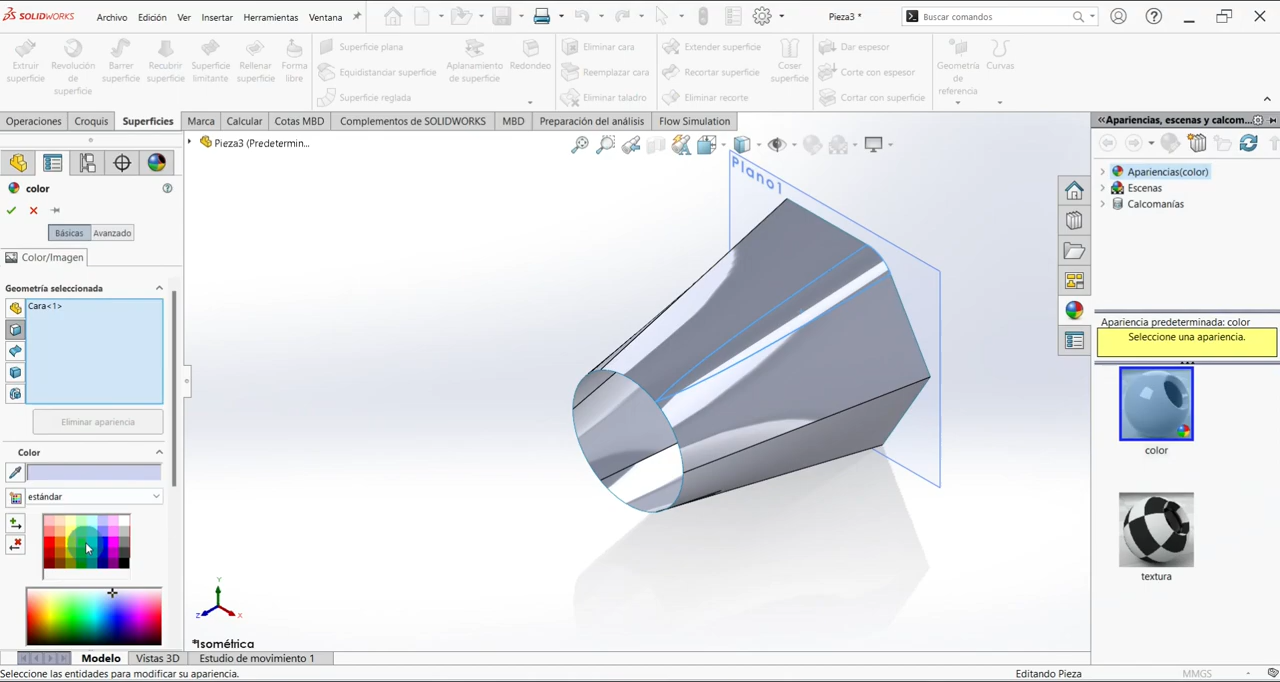 SOLIDWORKS
Archivo Edición Ver Insertar Herramientas Ventana
Pieza3 *
Buscar comandos
Extruir superficie
Revolución de superficie
Barrer superficie
Recubrir superficie
Superficie limitante
Rellenar superficie
Forma libre
Superficie plana
Equidistanciar superficie
Superficie reglada
Aplanamiento de superficie
Redondeo
Eliminar cara
Reemplazar cara
Eliminar taladro
Extender superficie
Recortar superficie
Eliminar recorte
Coser superficie
Dar espesor
Corte con espesor
Cortar con superficie
Geometría de referencia
Curvas
Operaciones Croquis Superficies Marca Calcular Cotas MBD Complementos de SOLIDWORKS MBD Preparación del análisis Flow Simulation
Pieza3 (Predetermin...
Apariencias, escenas y calcom...
color
Básicas Avanzado
Color/Imagen
Geometría seleccionada
Cara<1>
Eliminar apariencia
Color
estándar
Plano1
Y
Z
X
*Isométrica
Apariencias(color)
Escenas
Calcomanías
Apariencia predeterminada: color
Seleccione una apariencia.
color
textura
Modelo Vistas 3D Estudio de movimiento 1
Seleccione las entidades para modificar su apariencia.
Editando Pieza
MMGS